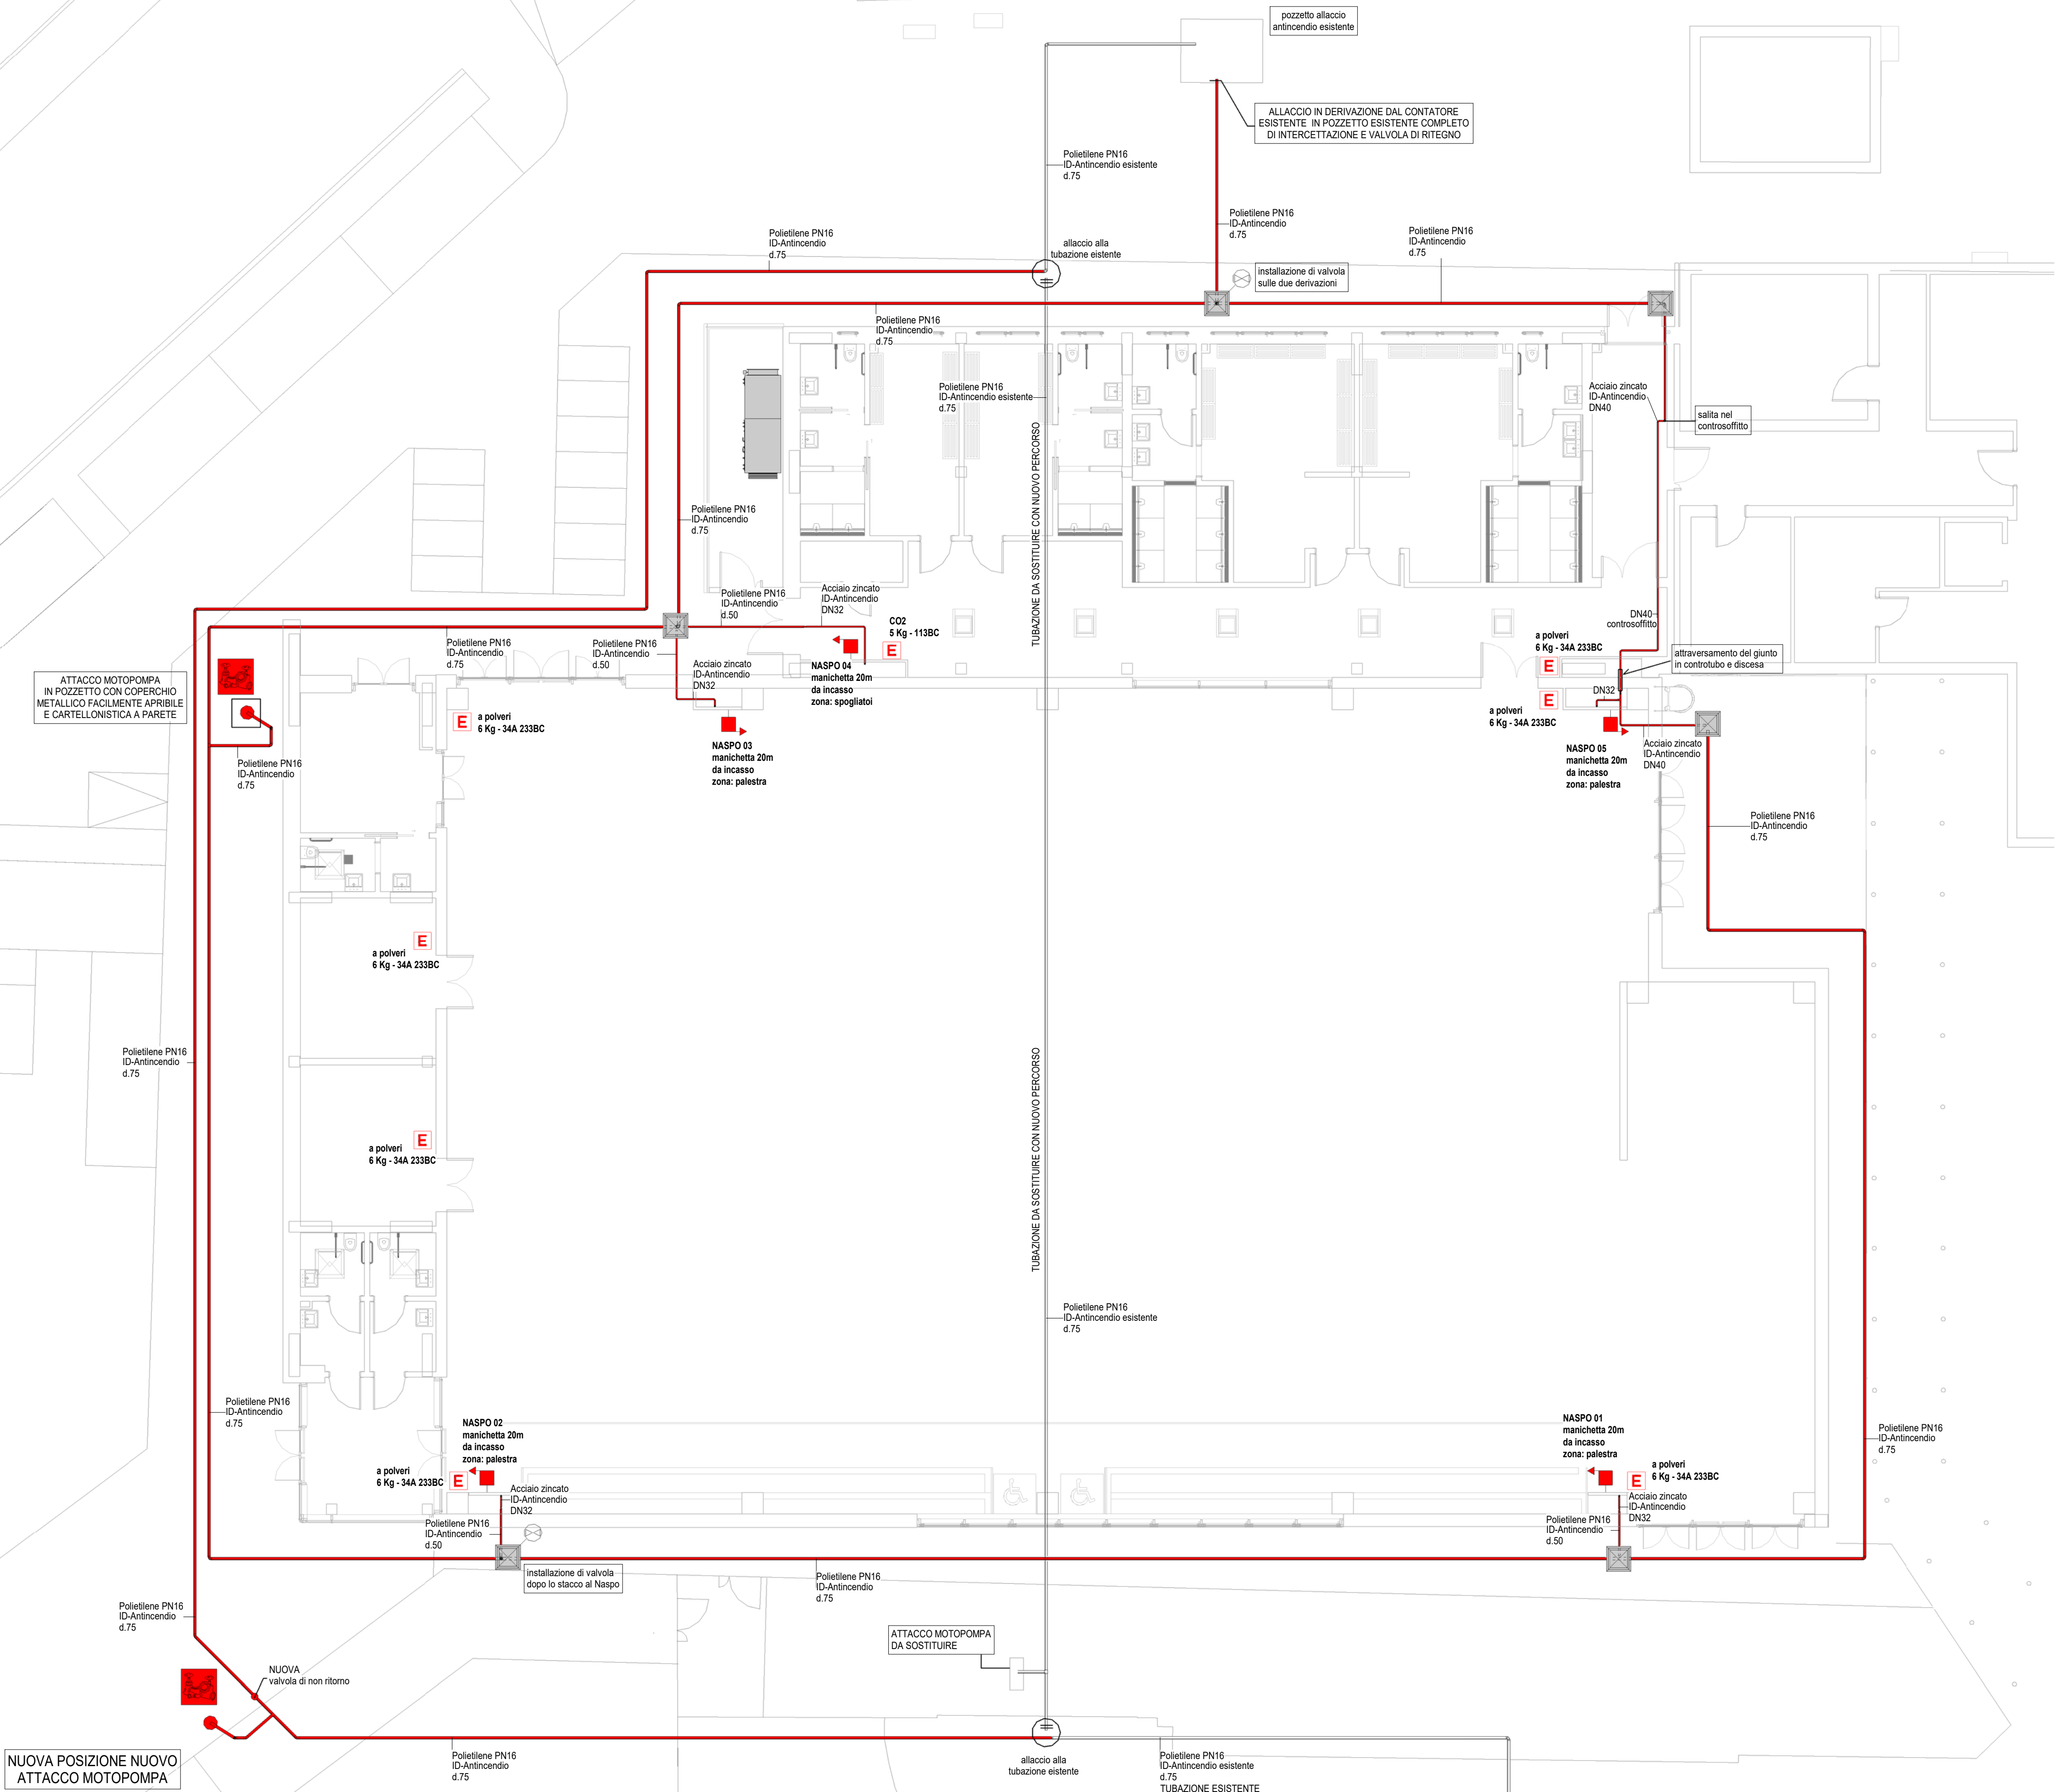 pozzetto allaccio
antincendio esistente
ALLACCIO IN DERIVAZIONE DAL CONTATORE
ESISTENTE IN POZZETTO ESISTENTE COMPLETO
DI INTERCETTAZIONE E VALVOLA DI RITEGNO
Polietilene PN16
ID-Antincendio esistente
d.75
Polietilene PN16
ID-Antincendio
d.75
Polietilene PN16
ID-Antincendio
d.75
Polietilene PN16
ID-Antincendio
d.75
allaccio alla
tubazione eistente
installazione di valvola
sulle due derivazioni
Polietilene PN16
ID-Antincendio
d.75
Polietilene PN16
ID-Antincendio esistente
d.75
Acciaio zincato
ID-Antincendio
DN40
salita nel
controsoffitto
TUBAZIONE DA SOSTITUIRE CON NUOVO PERCORSO
Polietilene PN16
ID-Antincendio
d.75
Polietilene PN16
ID-Antincendio
d.50
Acciaio zincato
ID-Antincendio
DN32
CO2
5 Kg - 113BC
E
DN40
controsoffitto
a polveri
6 Kg - 34A 233BC
E
attraversamento del giunto
in controtubo e discesa
Polietilene PN16
ID-Antincendio
d.75
Polietilene PN16
ID-Antincendio
d.50
Acciaio zincato
ID-Antincendio
DN32
NASPO 04
manichetta 20m
da incasso
zona: spogliatoi
ATTACCO MOTOPOMPA
IN POZZETTO CON COPERCHIO
METALLICO FACILMENTE APRIBILE
E CARTELLONISTICA A PARETE
E
a polveri
6 Kg - 34A 233BC
a polveri
6 Kg - 34A 233BC
E
DN32
NASPO 03
manichetta 20m
da incasso
zona: palestra
NASPO 05
manichetta 20m
da incasso
zona: palestra
Acciaio zincato
ID-Antincendio
DN40
Polietilene PN16
ID-Antincendio
d.75
Polietilene PN16
ID-Antincendio
d.75
E
a polveri
6 Kg - 34A 233BC
Polietilene PN16
ID-Antincendio
d.75
TUBAZIONE DA SOSTITUIRE CON NUOVO PERCORSO
E
a polveri
6 Kg - 34A 233BC
Polietilene PN16
ID-Antincendio esistente
d.75
Polietilene PN16
ID-Antincendio
d.75
NASPO 02
manichetta 20m
da incasso
zona: palestra
NASPO 01
manichetta 20m
da incasso
zona: palestra
Polietilene PN16
ID-Antincendio
d.75
a polveri
6 Kg - 34A 233BC
E
E
a polveri
6 Kg - 34A 233BC
Acciaio zincato
ID-Antincendio
DN32
Acciaio zincato
ID-Antincendio
DN32
Polietilene PN16
ID-Antincendio
d.50
Polietilene PN16
ID-Antincendio
d.50
installazione di valvola
dopo lo stacco al Naspo
Polietilene PN16
ID-Antincendio
d.75
Polietilene PN16
ID-Antincendio
d.75
ATTACCO MOTOPOMPA
DA SOSTITUIRE
NUOVA
valvola di non ritorno
NUOVA POSIZIONE NUOVO
ATTACCO MOTOPOMPA
Polietilene PN16
ID-Antincendio
d.75
allaccio alla
tubazione eistente
Polietilene PN16
ID-Antincendio esistente
d.75
TUBAZIONE ESISTENTE